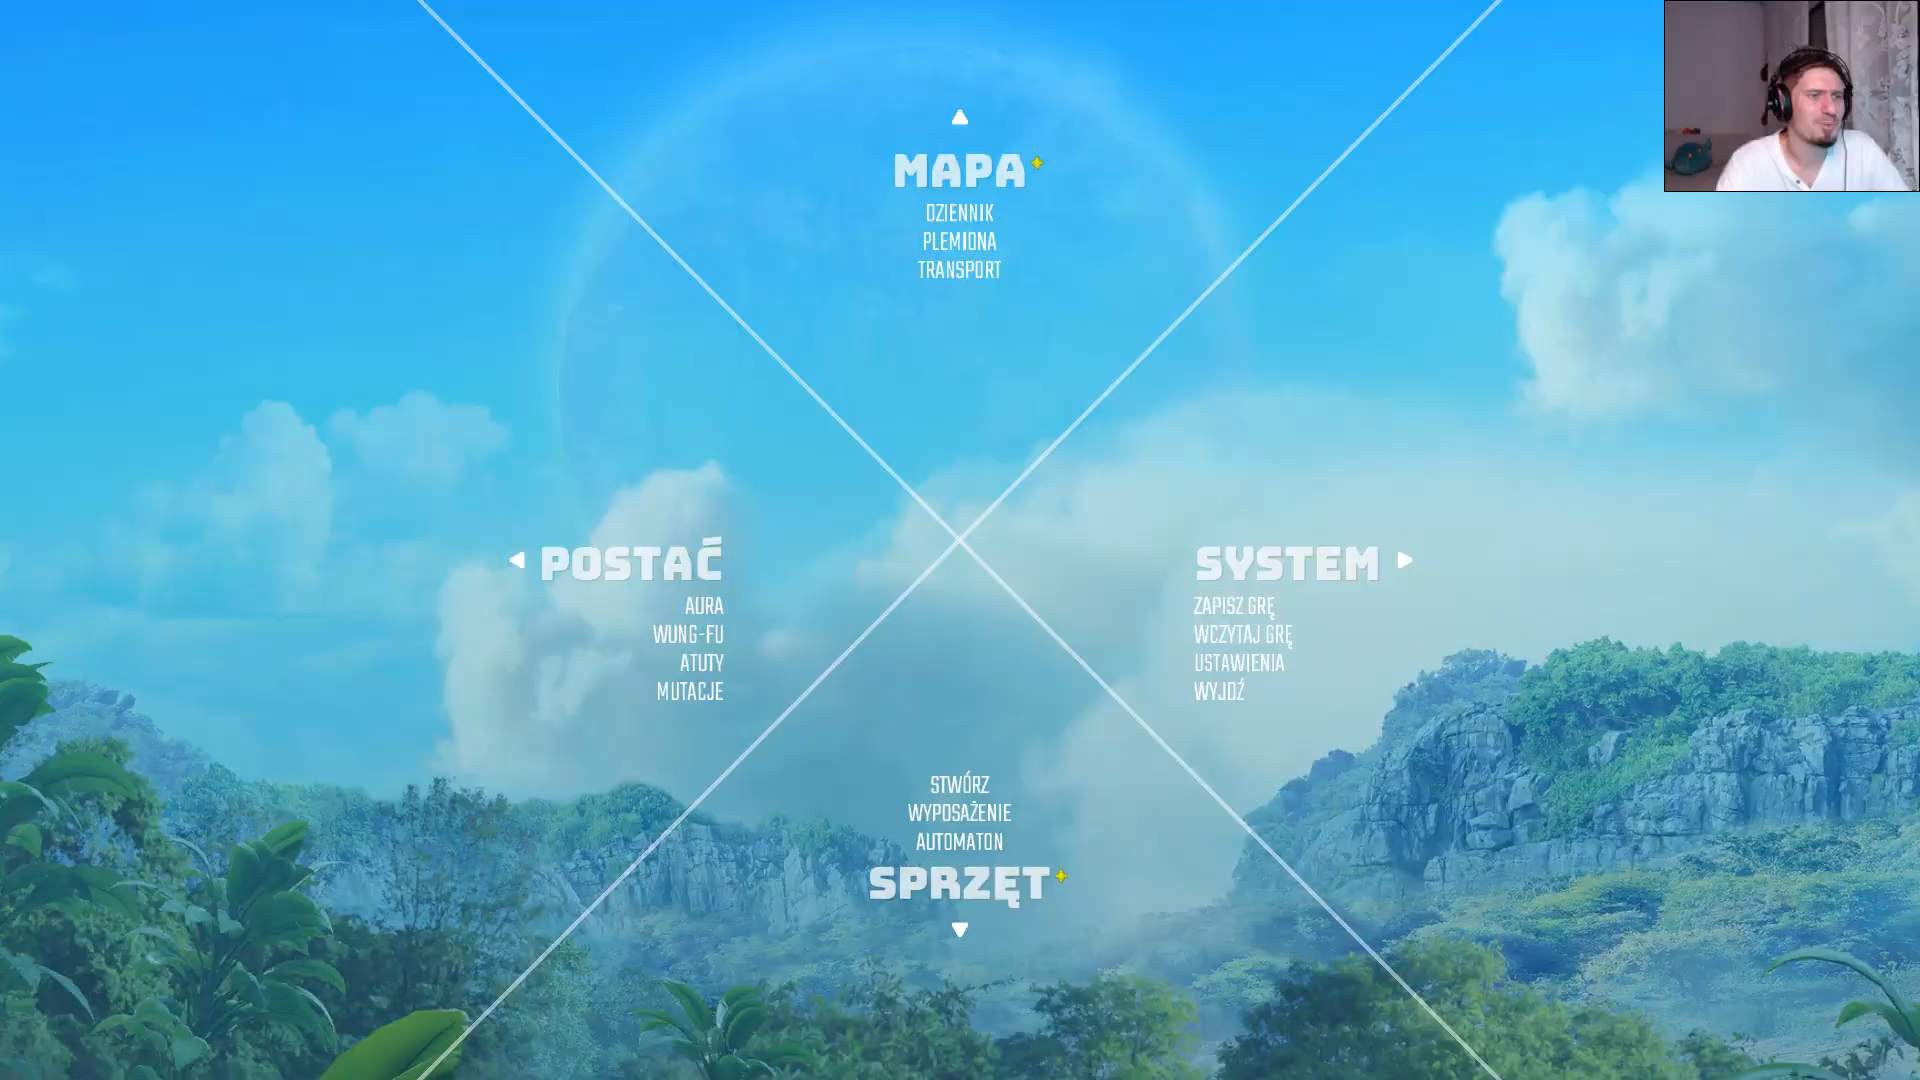 MAPA
DZIENNIK
PLEMIONA
TRANSPORT
POSTAĆ
AURA
WUNG-FU
ATUTY
MUTACJE
SYSTEM
ZAPISZ GRĘ
WCZYTAJ GRĘ
USTAWIENIA
WYJDŹ
STWÓRZ
WYPOSAŻENIE
AUTOMATON
SPRZĘT